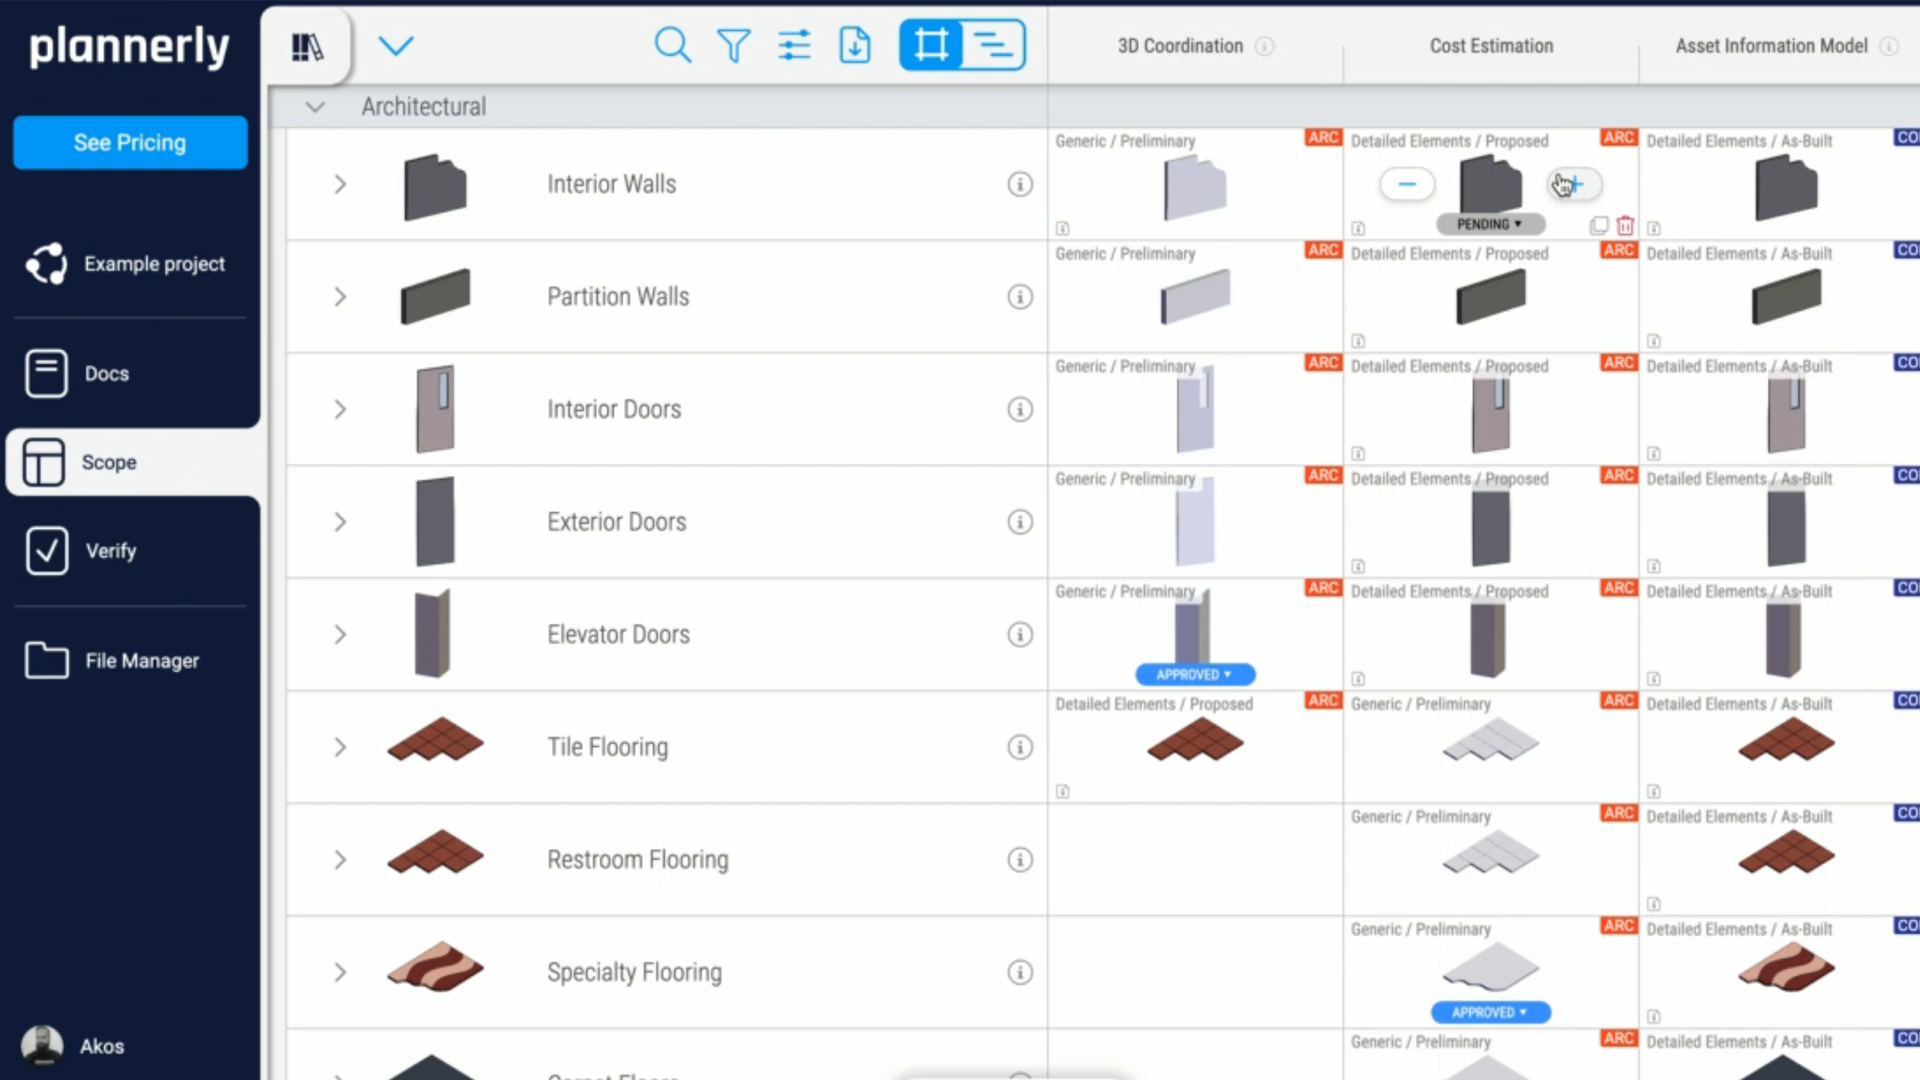 plannerly
See Pricing
Example project
Docs
Scope
Verify
File Manager
Akos
3D Coordination
Cost Estimation
Asset Information Model
Architectural
Interior Walls
Generic / Preliminary
ARC
Detailed Elements / Proposed
ARC
PENDING
Detailed Elements / As-Built
CO
Partition Walls
Generic / Preliminary
ARC
Detailed Elements / Proposed
ARC
Detailed Elements / As-Built
CO
Interior Doors
Generic / Preliminary
ARC
Detailed Elements / Proposed
ARC
Detailed Elements / As-Built
CO
Exterior Doors
Generic / Preliminary
ARC
Detailed Elements / Proposed
ARC
Detailed Elements / As-Built
CO
Elevator Doors
Generic / Preliminary
ARC
APPROVED
Detailed Elements / Proposed
ARC
Detailed Elements / As-Built
CO
Tile Flooring
Detailed Elements / Proposed
ARC
Generic / Preliminary
ARC
Detailed Elements / As-Built
CO
Restroom Flooring
Generic / Preliminary
ARC
Detailed Elements / As-Built
CO
Specialty Flooring
Generic / Preliminary
ARC
APPROVED
Detailed Elements / As-Built
CO
Generic / Preliminary
ARC
Detailed Elements / As-Built
CO